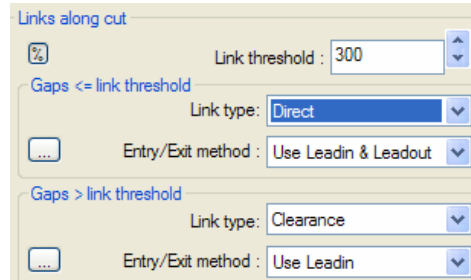 Links along cut
% Link threshold : 300
Gaps <= link threshold
Link type: Direct
... Entry/Exit method : Use Leadin & Leadout
Gaps > link threshold
Link type: Clearance
... Entry/Exit method : Use Leadin